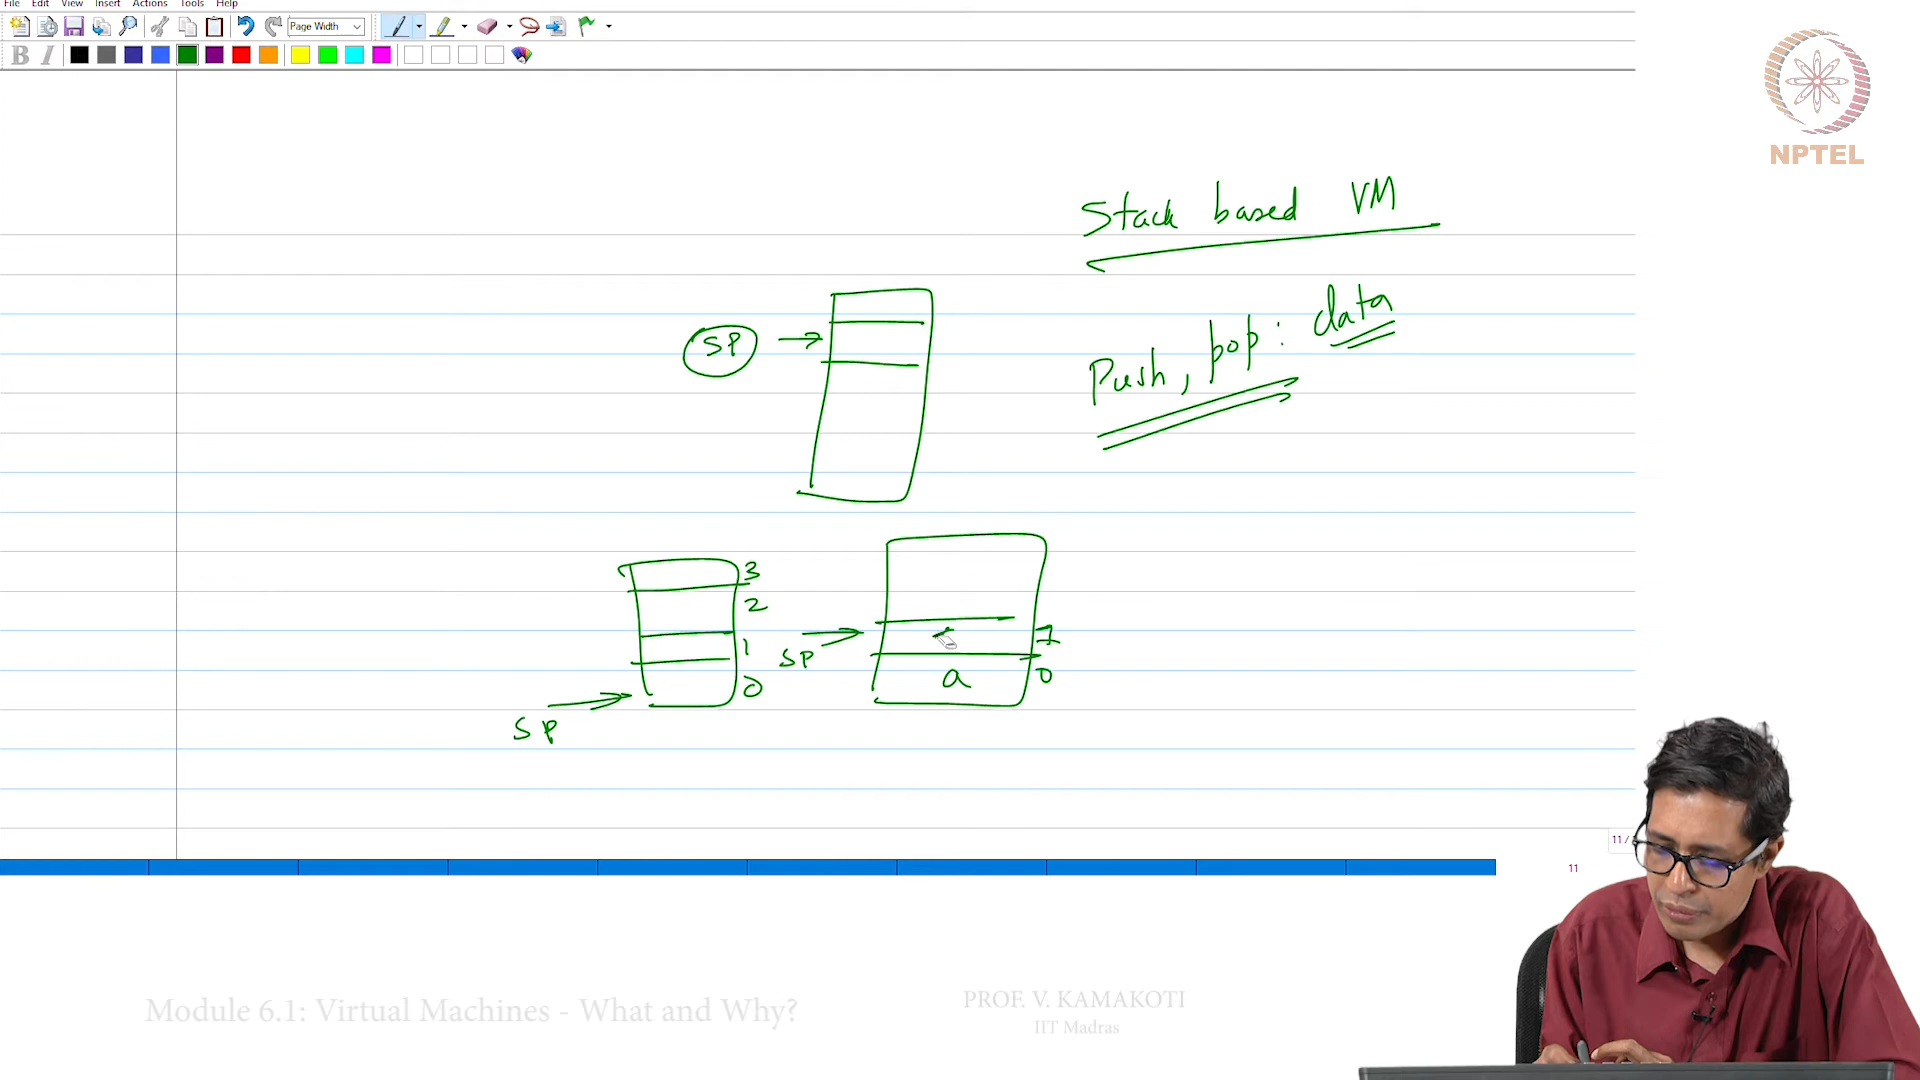 File Edit View Insert Actions Tools Help
Page Width
B I
NPTEL
Stack based VM
SP
Push, pop: data
3
2
1
0
SP
SP
1
a 0
11 /
11
Module 6.1: Virtual Machines - What and Why?
PROF. V. KAMAKOTI
IIT Madras